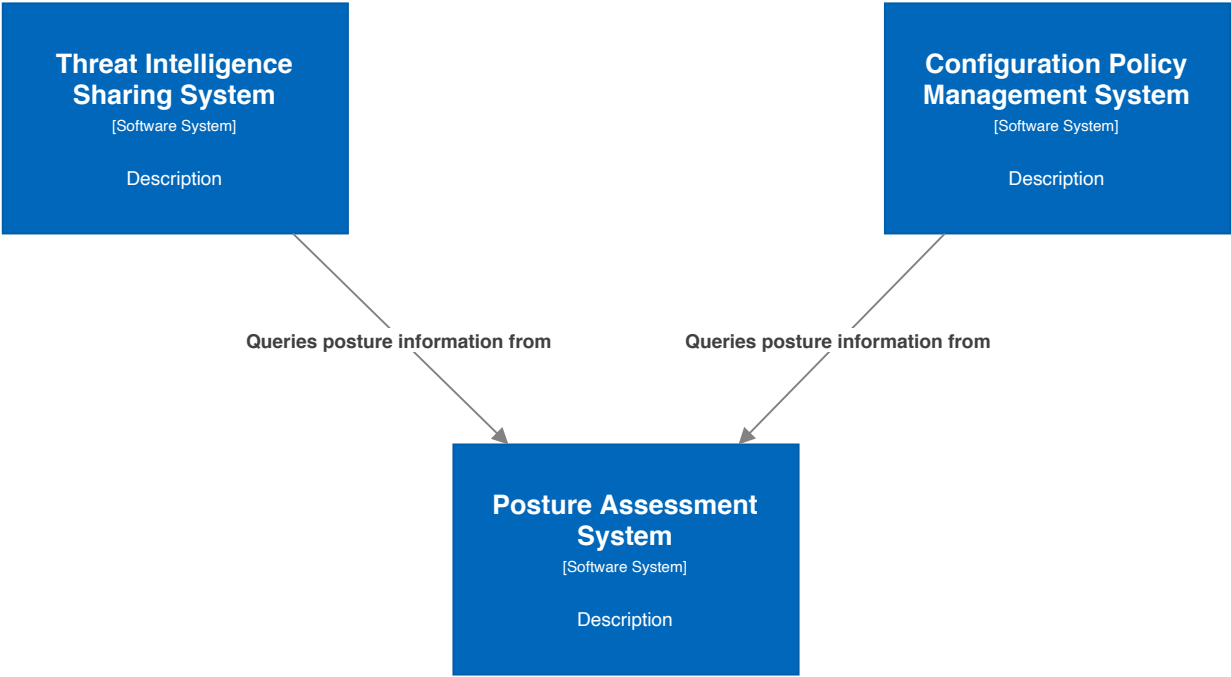 Threat Intelligence
Sharing System
[Software System]
Description
Configuration Policy
Management System
[Software System]
Description
Queries posture information from
Queries posture information from
Posture Assessment
System
[Software System]
Description